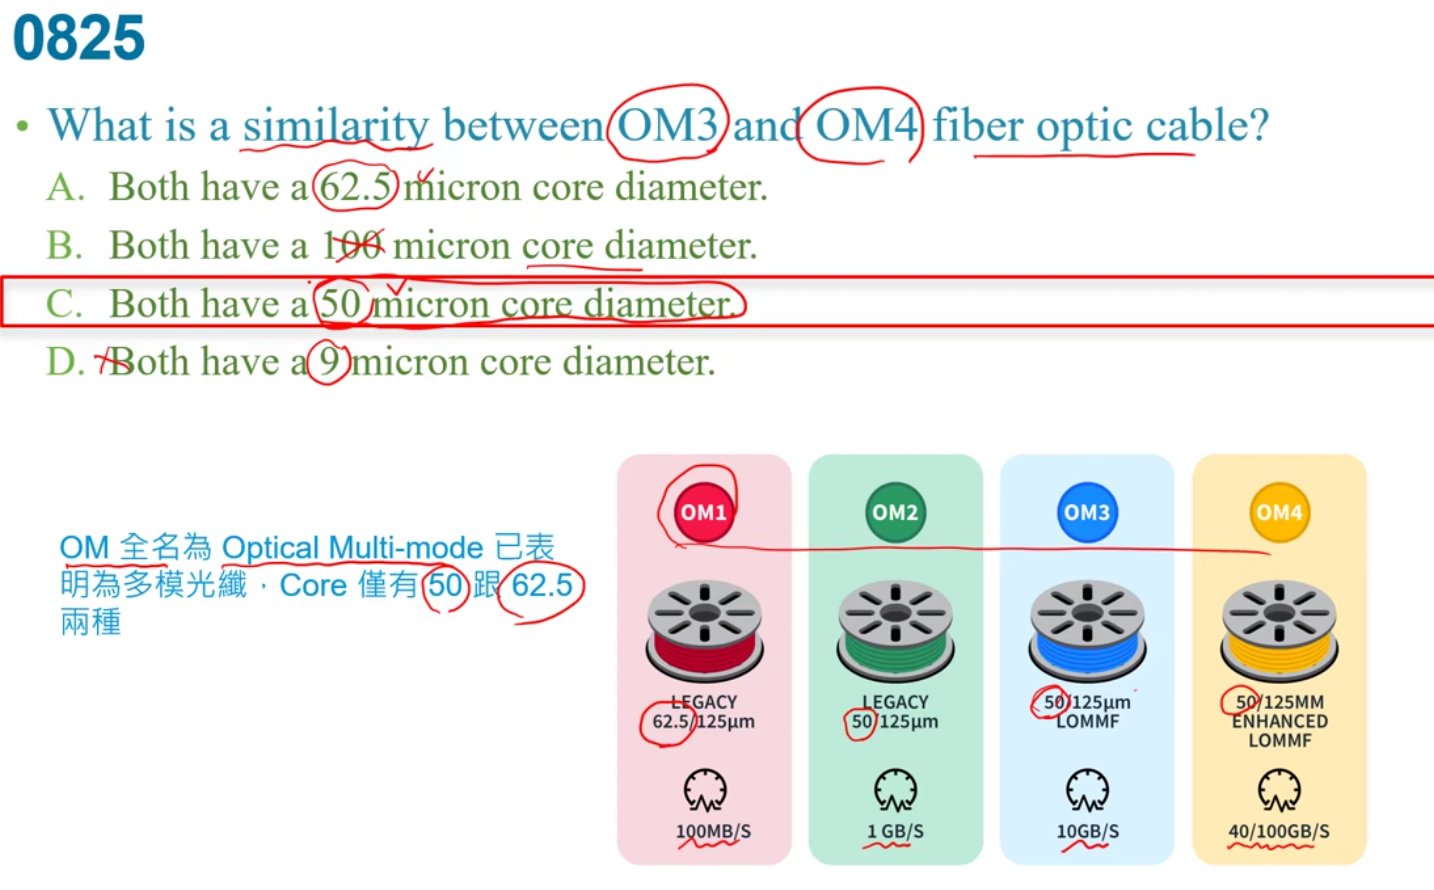 0825
• What is a similarity between OM3 and OM4 fiber optic cable?
A. Both have a 62.5 micron core diameter.
B. Both have a 100 micron core diameter.
C. Both have a 50 micron core diameter.
D. Both have a 9 micron core diameter.
OM 全名為 Optical Multi-mode 已表
明為多模光纖，Core 僅有 50 跟 62.5
兩種
OM1
LEGACY
62.5/125μm
100MB/S
OM2
LEGACY
50/125μm
1 GB/S
OM3
50/125μm
LOMMF
10GB/S
OM4
50/125MM
ENHANCED
LOMMF
40/100GB/S